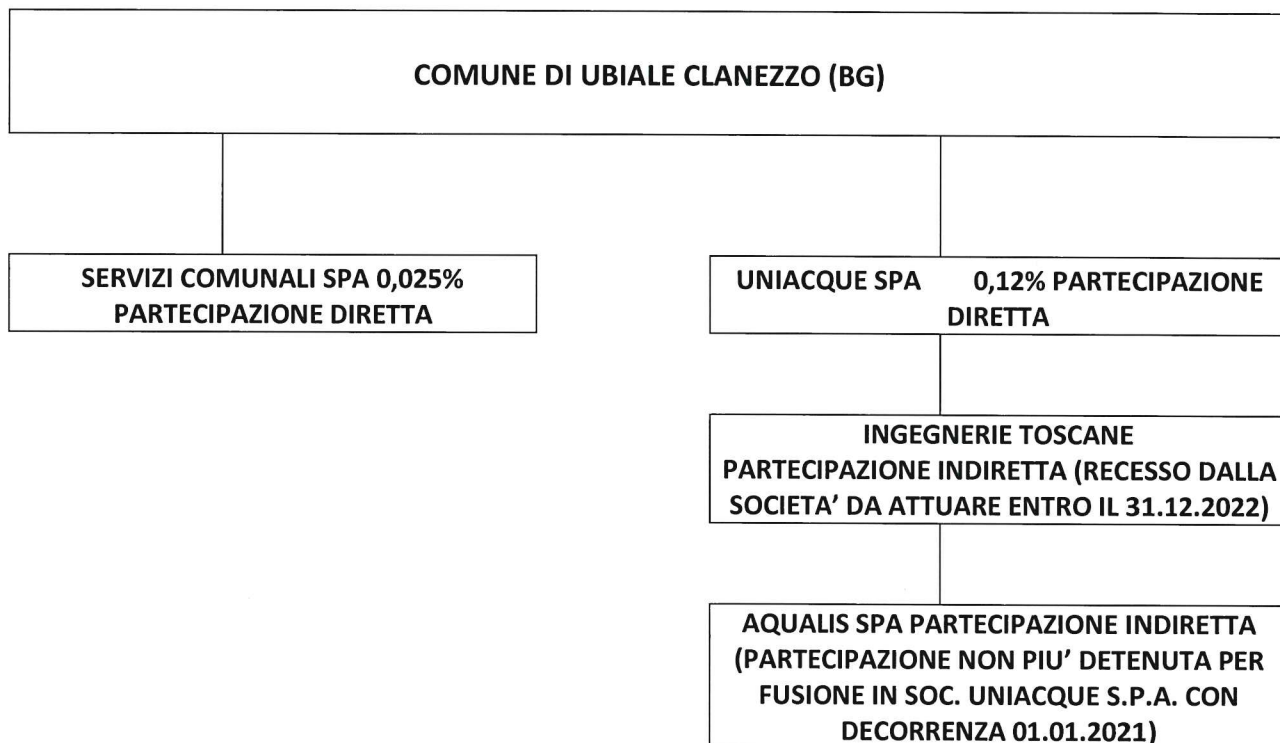 COMUNE DI UBIALE CLANEZZO (BG)
SERVIZI COMUNALI SPA 0,025%
PARTECIPAZIONE DIRETTA
UNIACQUE SPA 0,12% PARTECIPAZIONE
DIRETTA
INGEGNERIE TOSCANE
PARTECIPAZIONE INDIRETTA (RECESSO DALLA
SOCIETA’ DA ATTUARE ENTRO IL 31.12.2022)
AQUALIS SPA PARTECIPAZIONE INDIRETTA
(PARTECIPAZIONE NON PIU’ DETENUTA PER
FUSIONE IN SOC. UNIACQUE S.P.A. CON
DECORRENZA 01.01.2021)